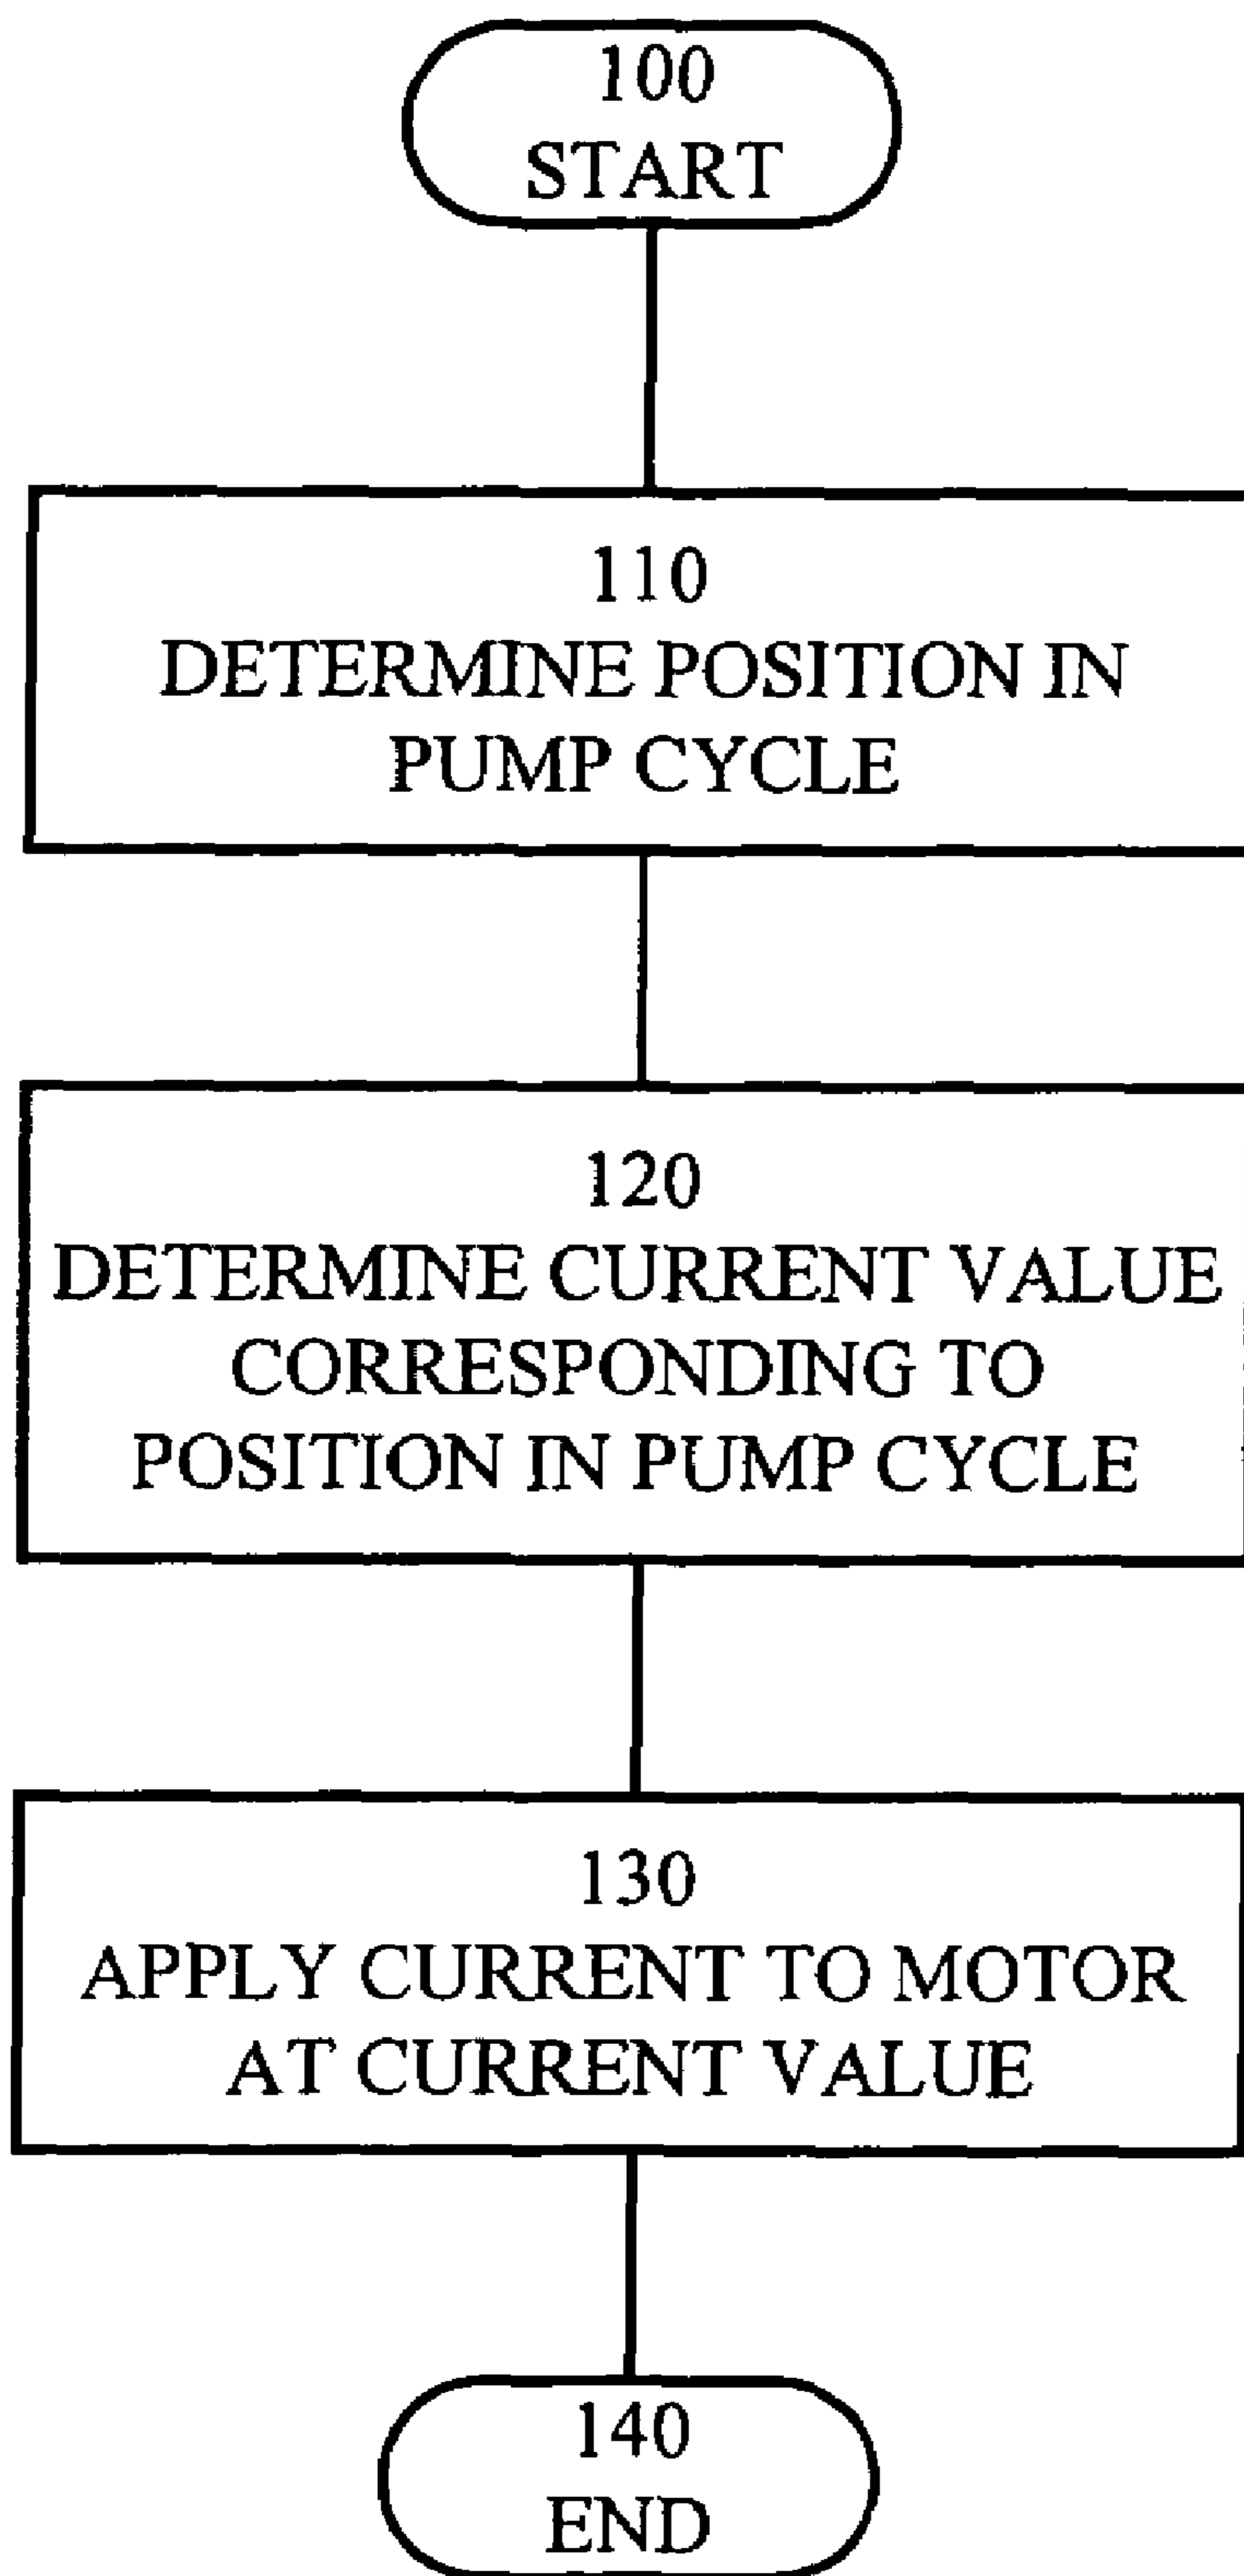 100
START
110
DETERMINE POSITION IN
PUMP CYCLE
120
DETERMINE CURRENT VALUE
CORRESPONDING TO
POSITION IN PUMP CYCLE
130
APPLY CURRENT TO MOTOR
AT CURRENT VALUE
140
END